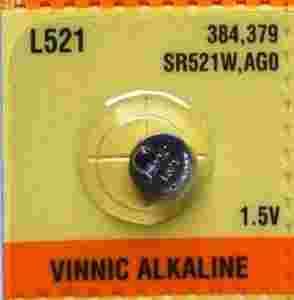 L521
384,379
SR521W,AG0
1.5V
VINNIC ALKALINE